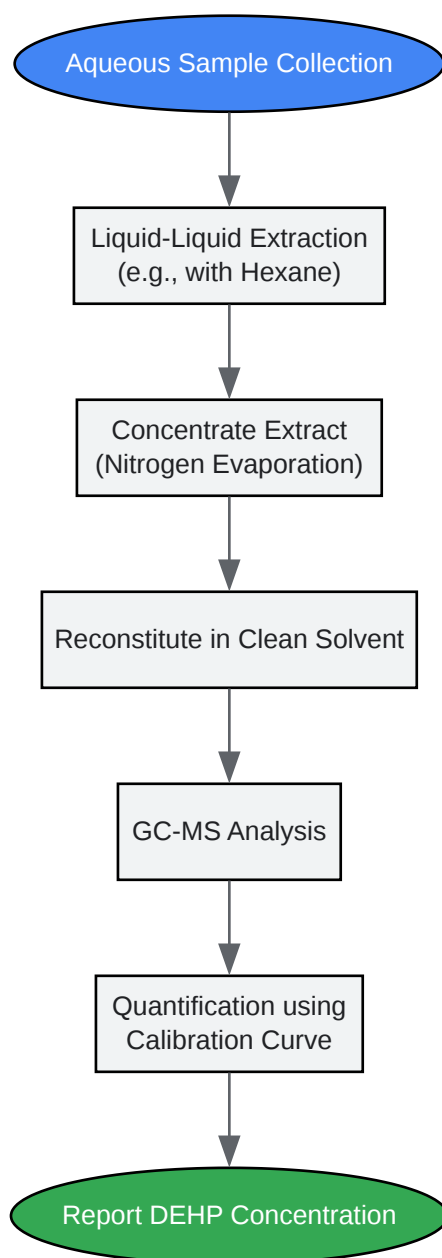 Aqueous Sample Collection
Liquid-Liquid Extraction
(e.g., with Hexane)
Concentrate Extract
(Nitrogen Evaporation)
Reconstitute in Clean Solvent
GC-MS Analysis
Quantification using
Calibration Curve
Report DEHP Concentration